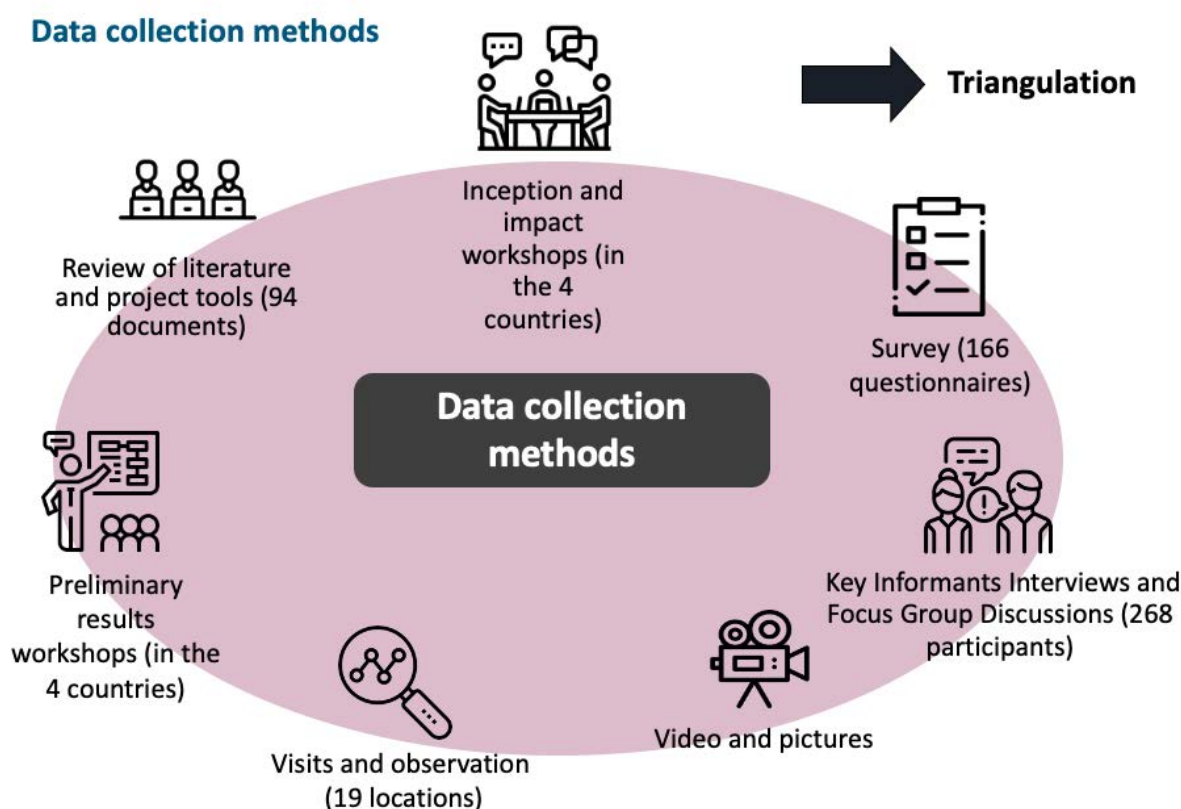 Data collection methods
Triangulation
Inception and
impact
workshops (in
the 4
countries)
Review of literature
and project tools (94
documents)
Survey (166
questionnaires)
Data collection
methods
Key Informants Interviews and
Focus Group Discussions (268
participants)
Preliminary
results
workshops (in the
4 countries)
Video and pictures
Visits and observation
(19 locations)